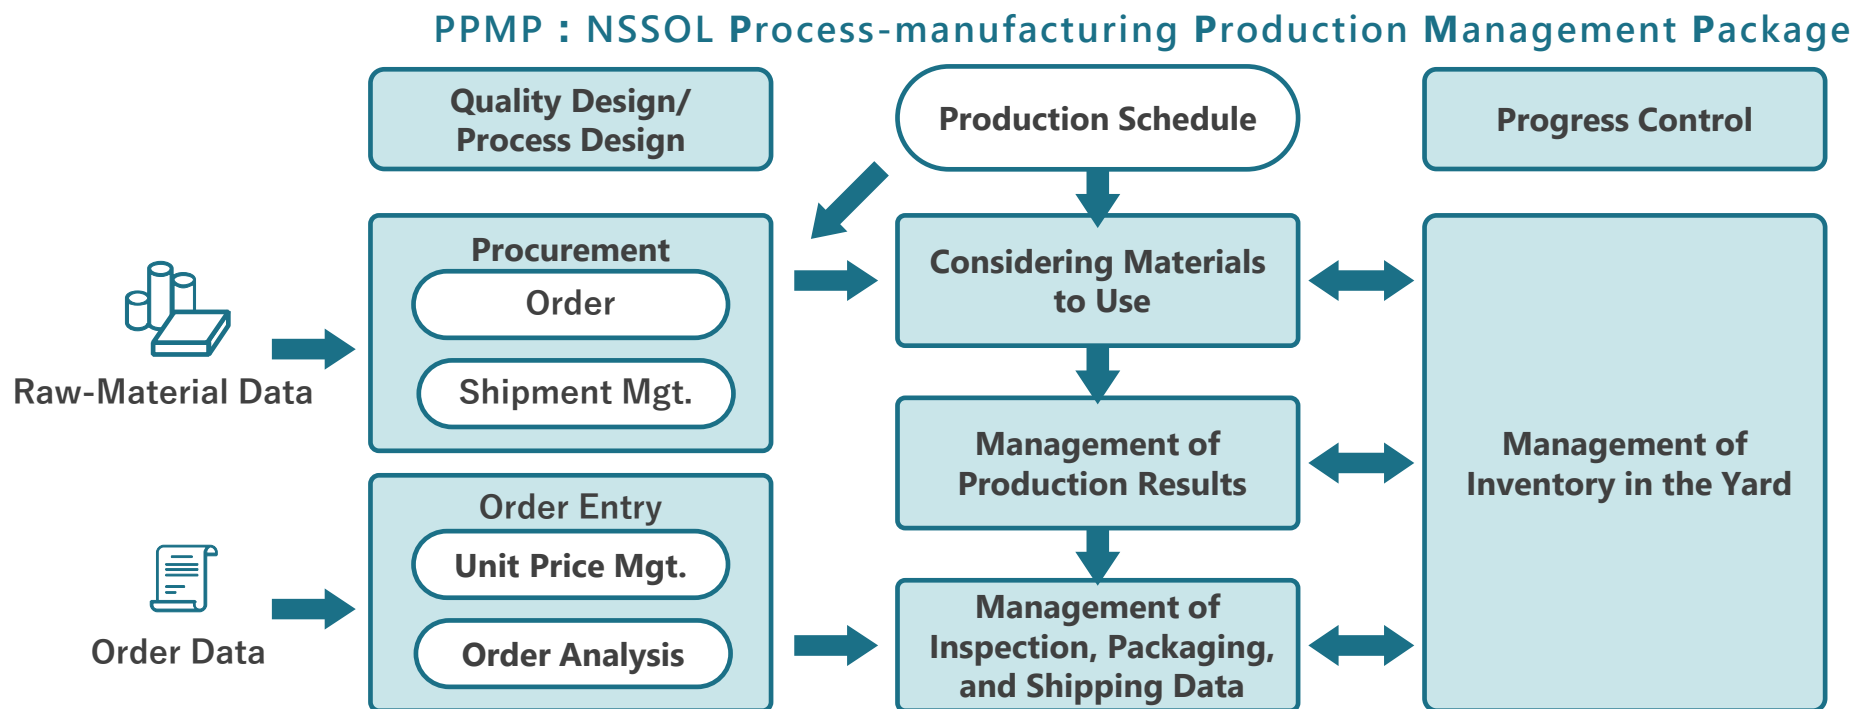 PPMP : NSSOL Process-manufacturing Production Management Package
Quality Design/
Process Design
Production Schedule
Progress Control
Raw-Material Data
Procurement
Order
Shipment Mgt.
Considering Materials
to Use
Management of
Production Results
Management of
Inventory in the Yard
Order Data
Order Entry
Unit Price Mgt.
Order Analysis
Management of
Inspection, Packaging,
and Shipping Data